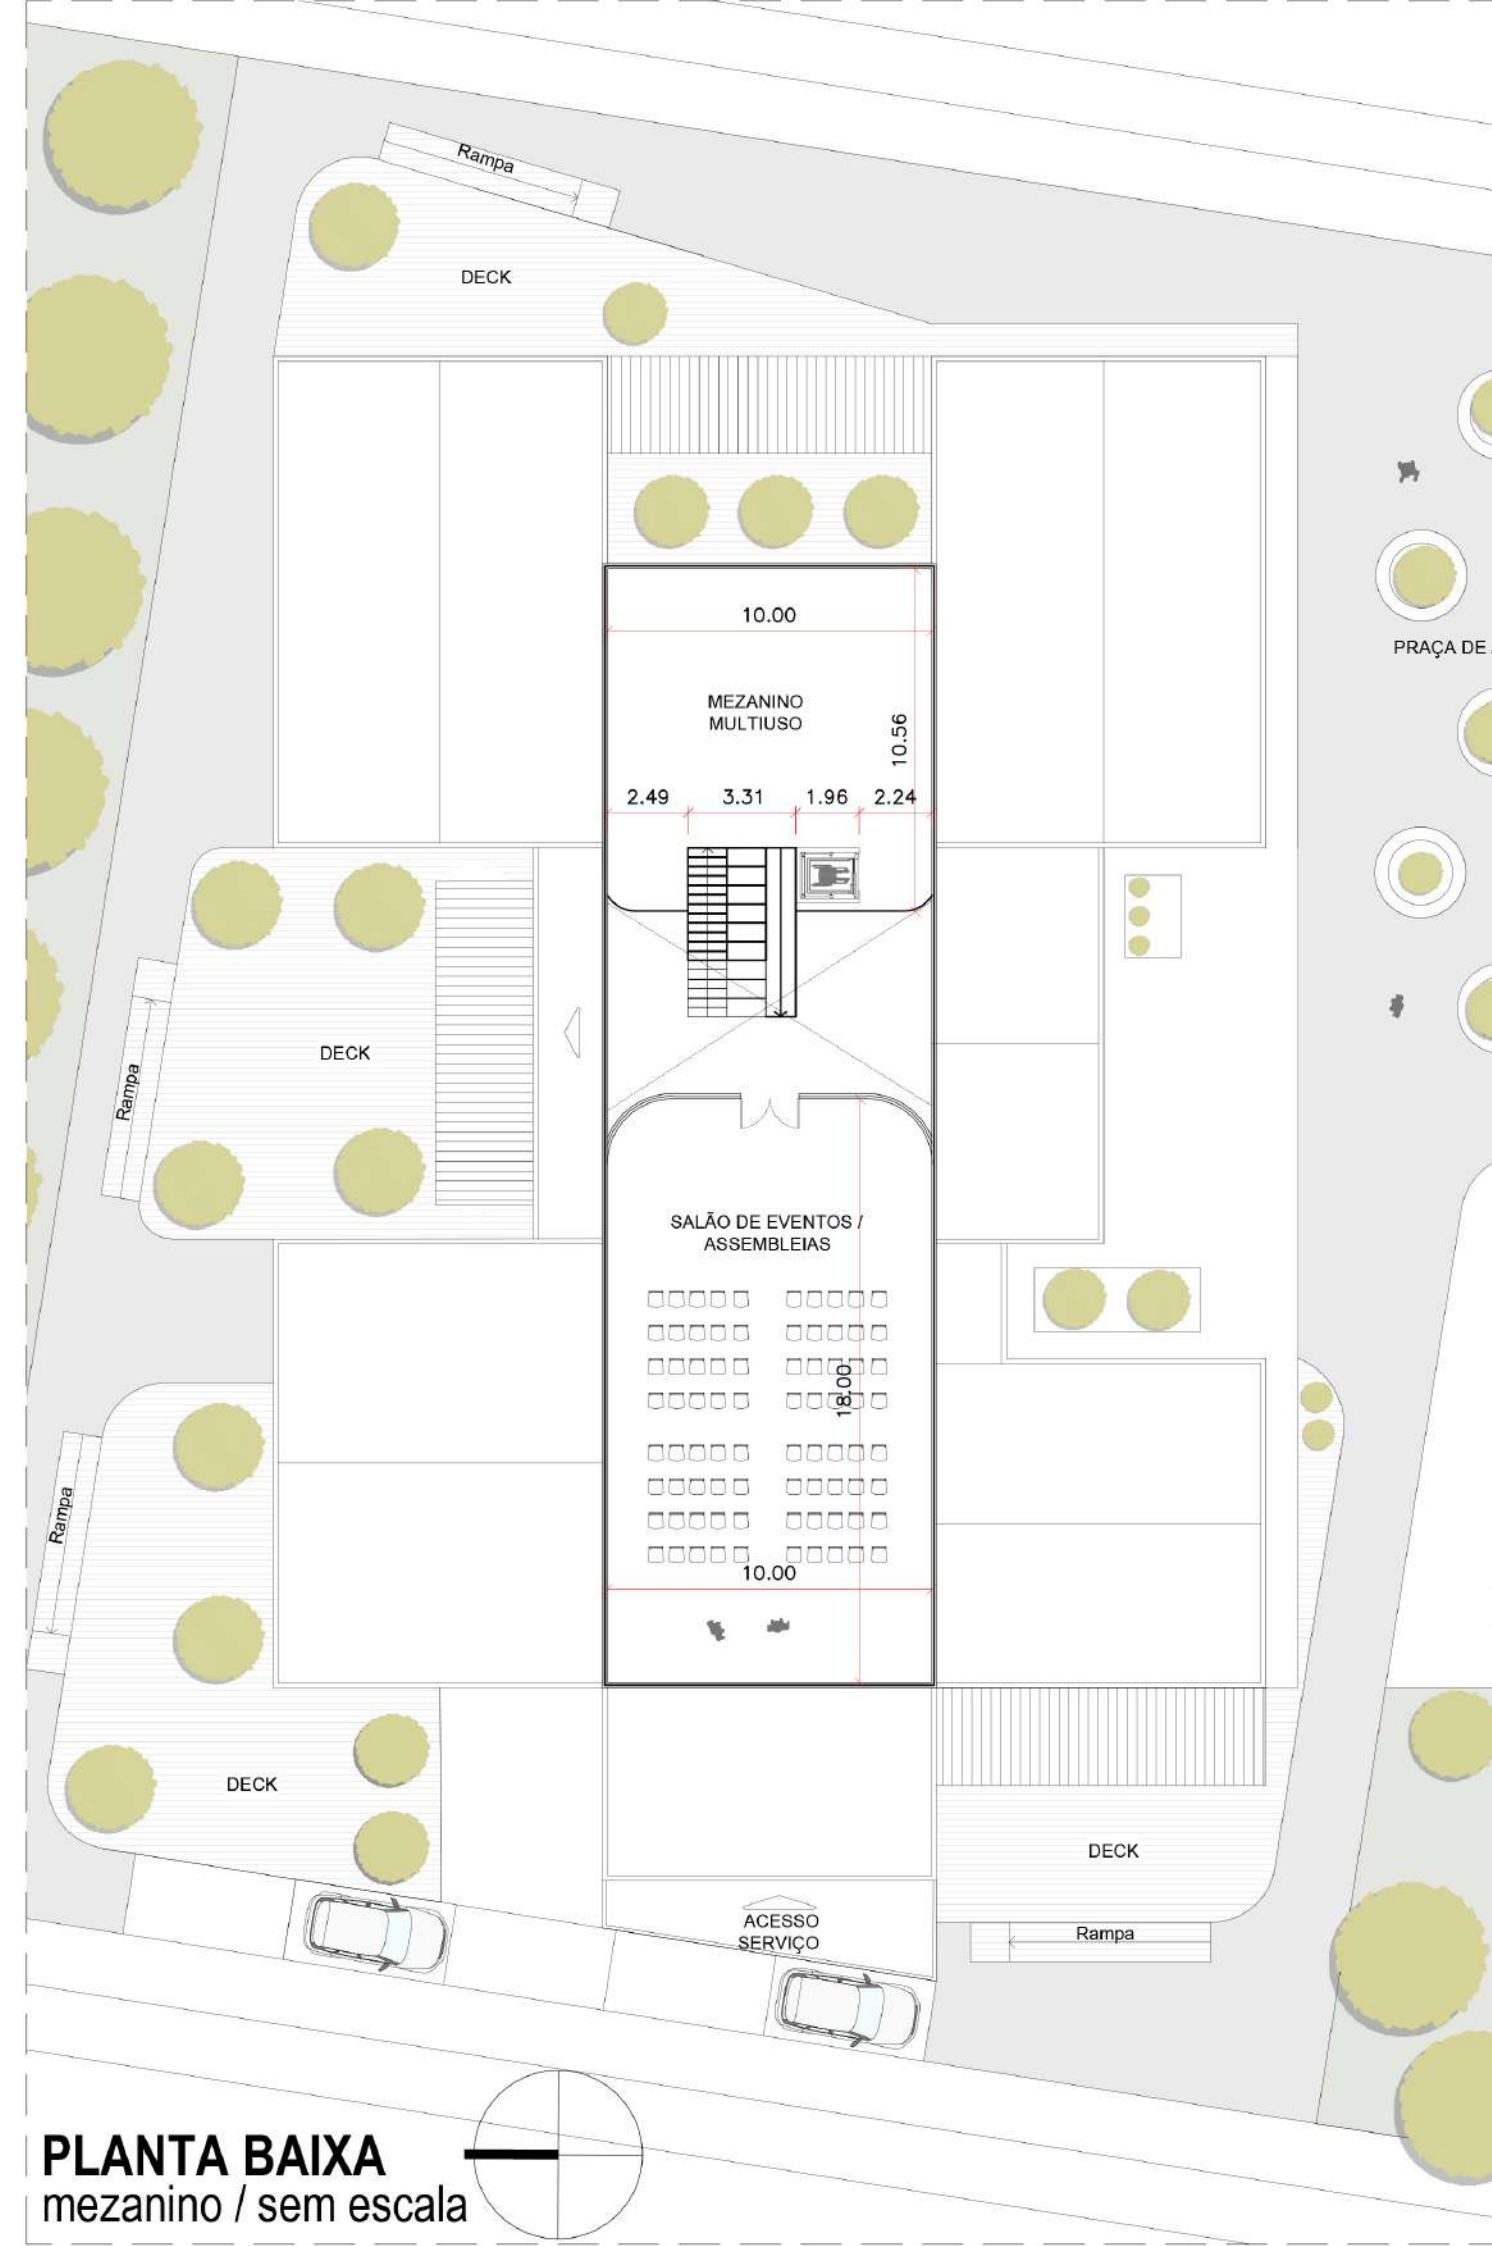 Rampa
DECK
10.00
PRAÇA DE
MEZANINO
MULTIUSO
10.56
2.49 3.31 1.96 2.24
DECK
Rampa
SALÃO DE EVENTOS /
ASSEMBLEIAS
18.00
Rampa
10.00
DECK
DECK
ACESSO
SERVIÇO
Rampa
PLANTA BAIXA
mezanino / sem escala